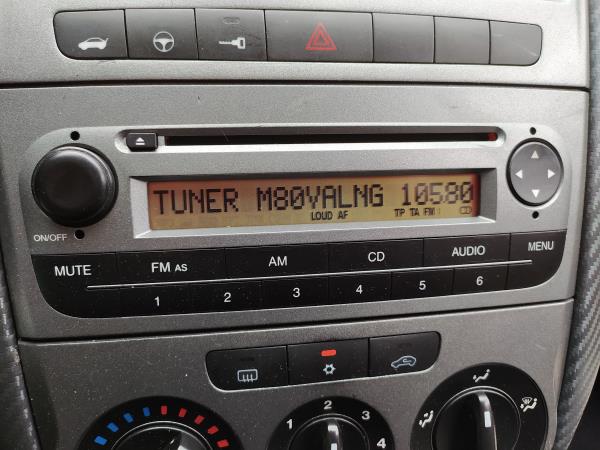 TUNER M80VALNG 10580
LOUD AF TP TA FM I CD
ON/OFF
MUTE FM AS AM CD AUDIO MENU
1 2 3 4 5 6
1 2 3 4